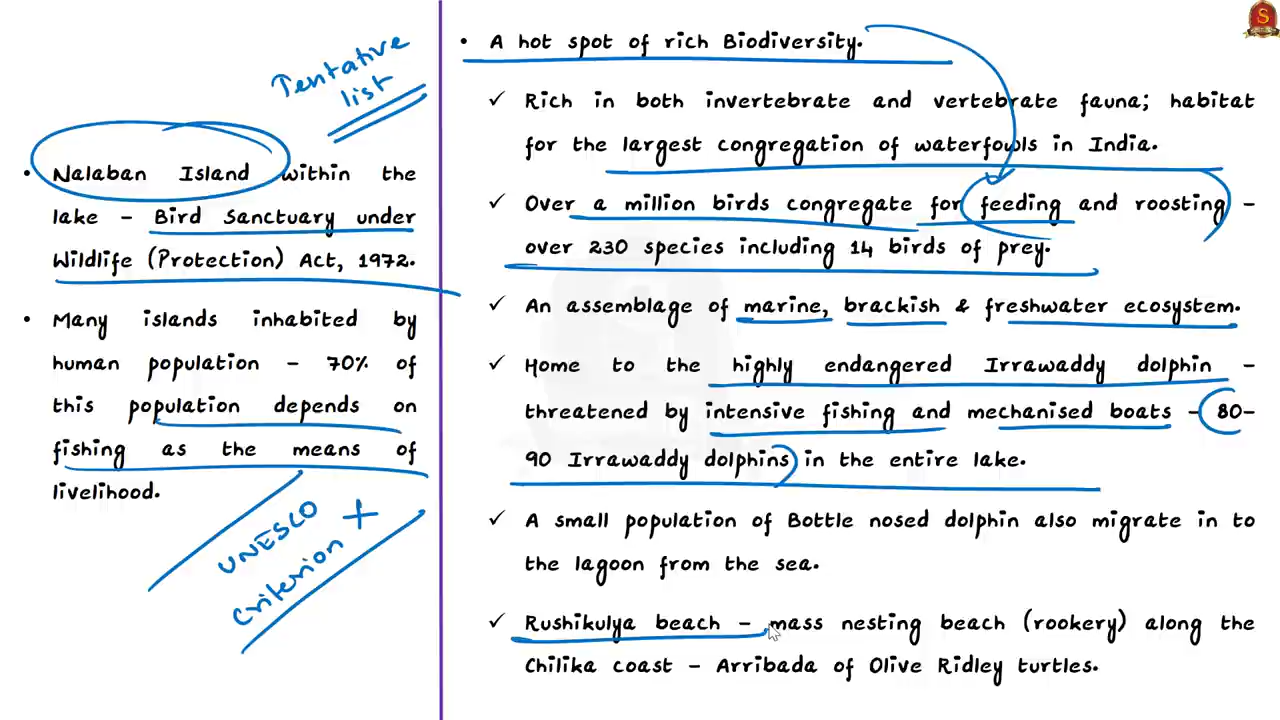 Tentative
list
• Nalaban Island within the
lake – Bird Sanctuary under
Wildlife (Protection) Act, 1972.
• Many islands inhabited by
human population – 70% of
this population depends on
fishing as the means of
livelihood.
UNESCO
criterion X
• A hot spot of rich Biodiversity.
✓ Rich in both invertebrate and vertebrate fauna; habitat
for the largest congregation of waterfowls in India.
✓ Over a million birds congregate for feeding and roosting –
over 230 species including 14 birds of prey.
✓ An assemblage of marine, brackish & freshwater ecosystem.
✓ Home to the highly endangered Irrawaddy dolphin –
threatened by intensive fishing and mechanised boats – 80–
90 Irrawaddy dolphins in the entire lake.
✓ A small population of Bottle nosed dolphin also migrate in to
the lagoon from the sea.
✓ Rushikulya beach – mass nesting beach (rookery) along the
Chilika coast – Arribada of Olive Ridley turtles.